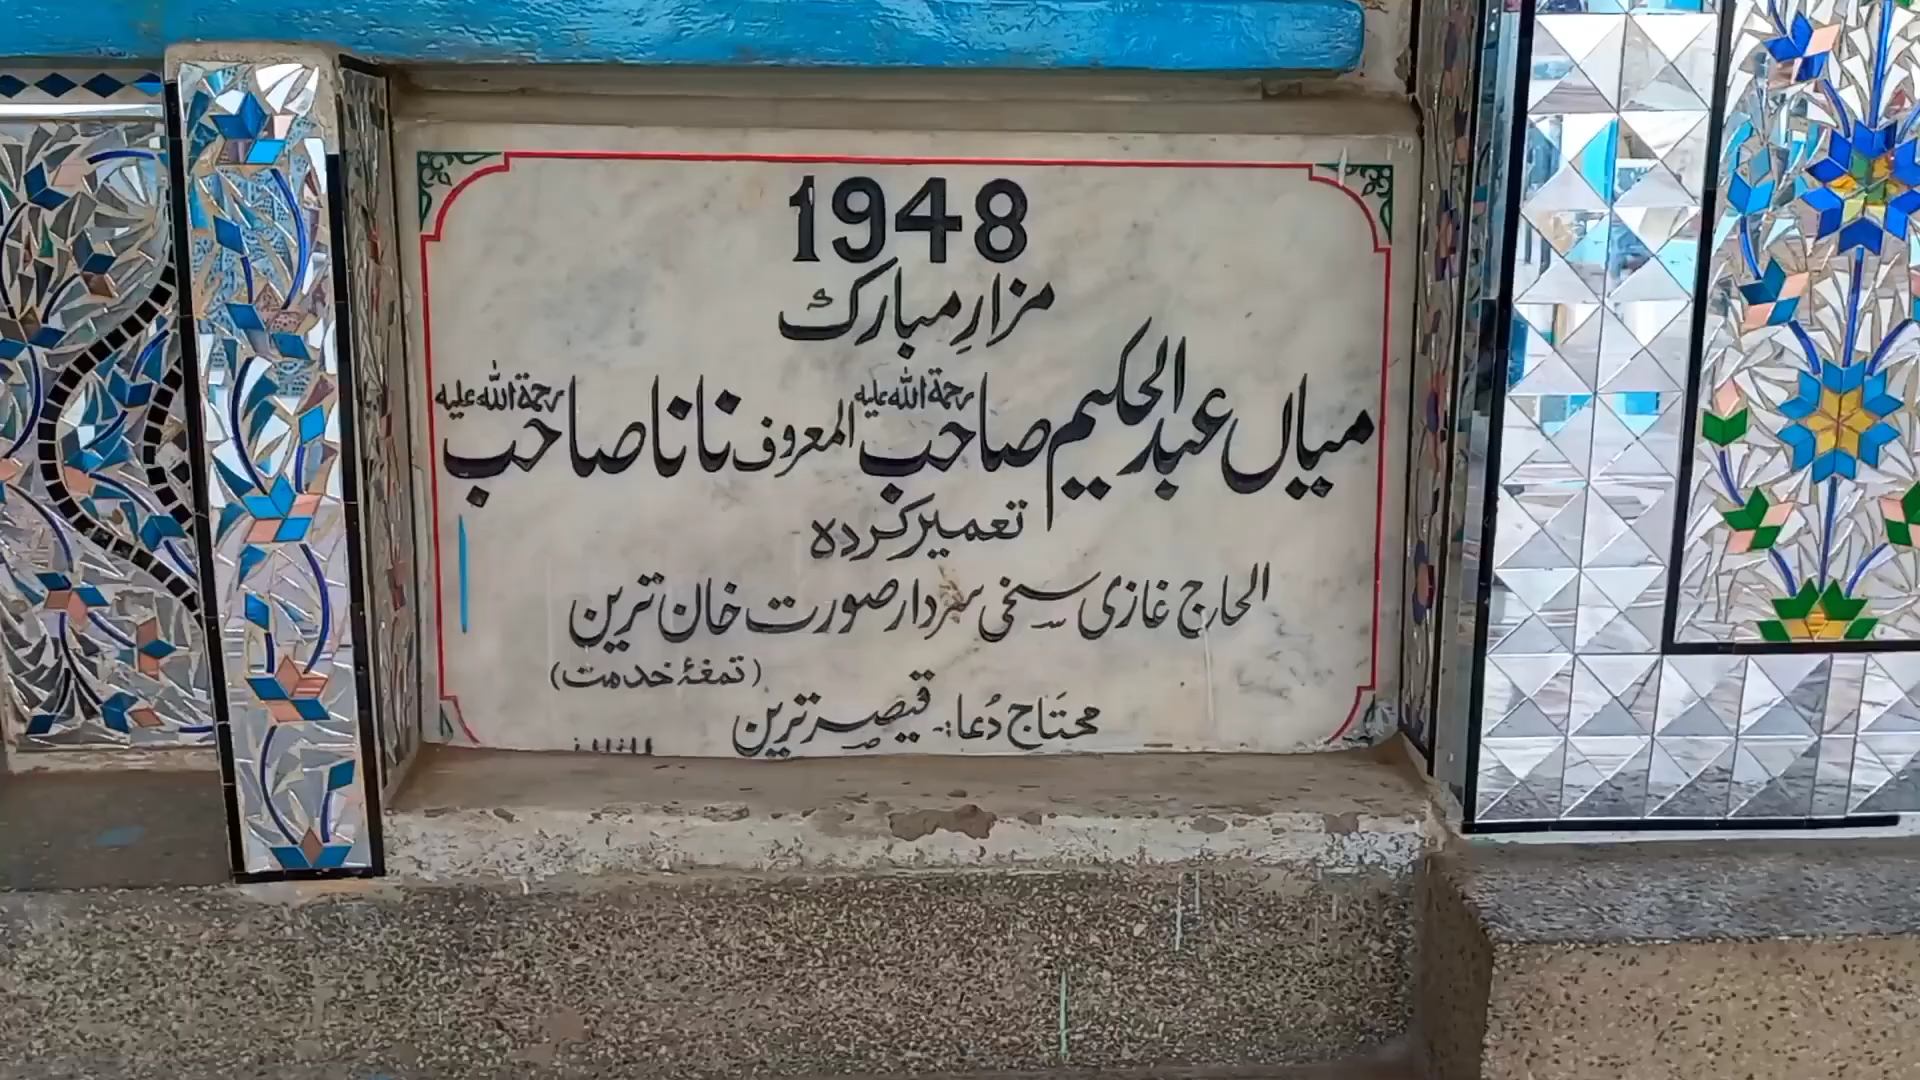 1948
مزارِ مبارک
میاں عبدالحکیم صاحب رحمۃ اللہ علیہ المعروف نانا صاحب رحمۃ اللہ علیہ
تعمیر کردہ
الحاج غازی سخی سردار صورت خان ترین
(تمغۂ خدمت)
محتاج دُعا:۔ قیصر ترین